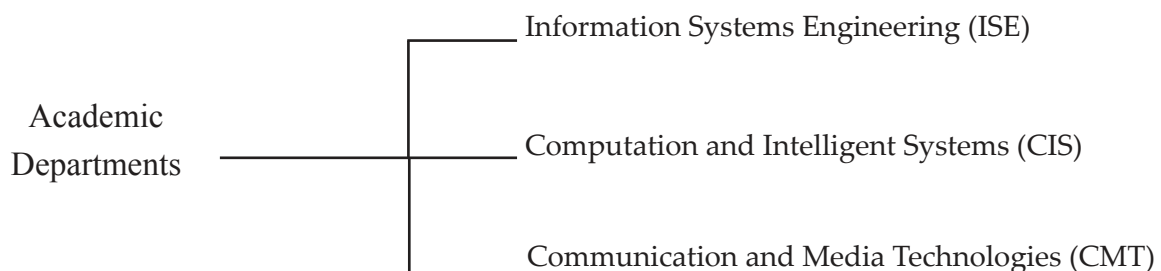 Information Systems Engineering (ISE)
Academic
Departments
Computation and Intelligent Systems (CIS)
Communication and Media Technologies (CMT)